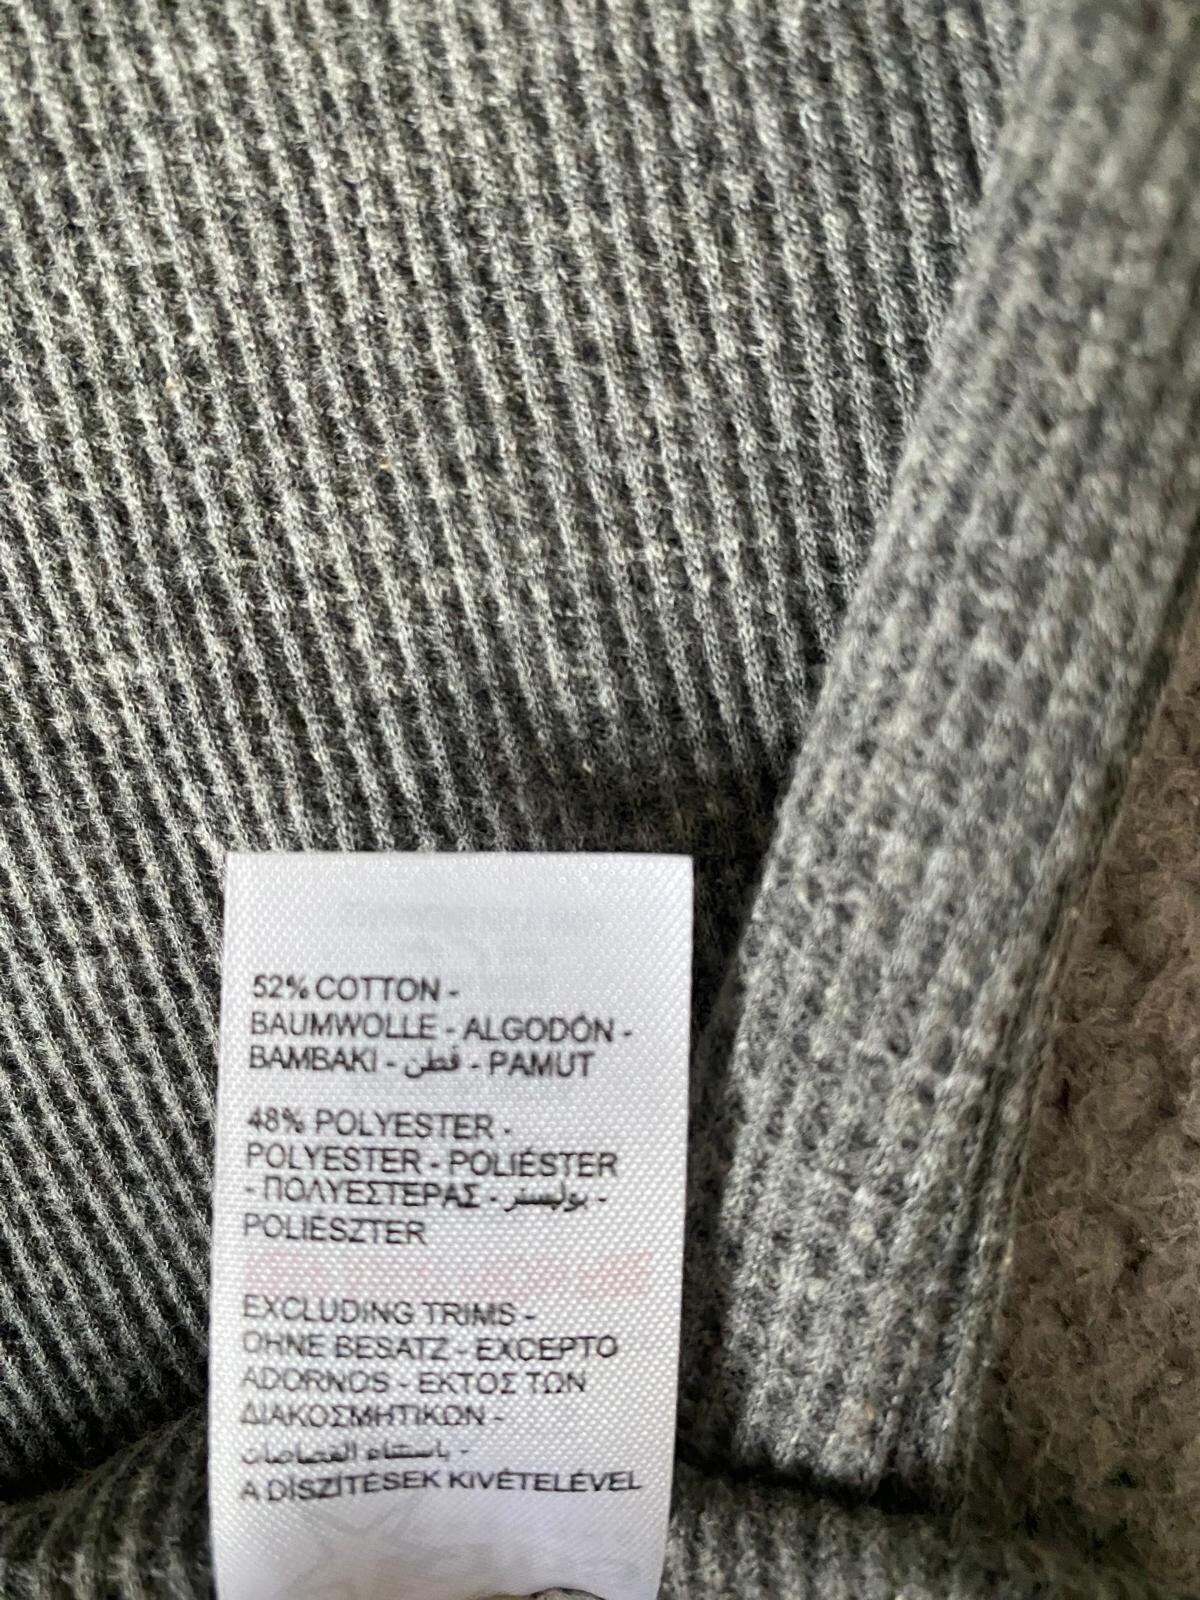 52% COTTON -
BAUMWOLLE - ALGODÓN -
BAMBAKI - قطن - PAMUT
48% POLYESTER -
POLYESTER - POLIÉSTER
- ΠΟΛΥΕΣΤΕΡΑΣ - بوليستر -
POLIÉSZTER
EXCLUDING TRIMS -
OHNE BESATZ - EXCEPTO
ADORNOS - ΕΚΤΟΣ ΤΩΝ
ΔΙΑΚΟΣΜΗΤΙΚΩΝ -
باستثناء القصاصات -
A DÍSZÍTÉSEK KIVÉTELÉVEL